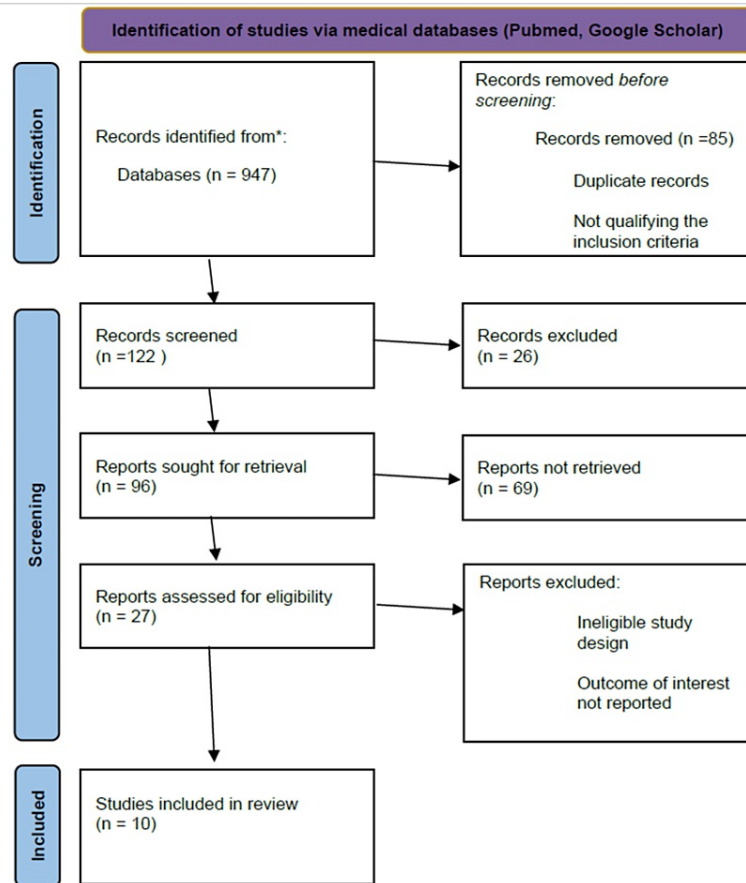 Identification of studies via medical databases (Pubmed, Google Scholar)
Identification
Records identified from*:
Databases (n = 947)
Records removed before
screening:
Records removed (n =85)
Duplicate records
Not qualifying the
inclusion criteria
Screening
Records screened
(n =122 )
Records excluded
(n = 26)
Reports sought for retrieval
(n = 96)
Reports not retrieved
(n = 69)
Reports assessed for eligibility
(n = 27)
Reports excluded:
Ineligible study
design
Outcome of interest
not reported
Included
Studies included in review
(n = 10)